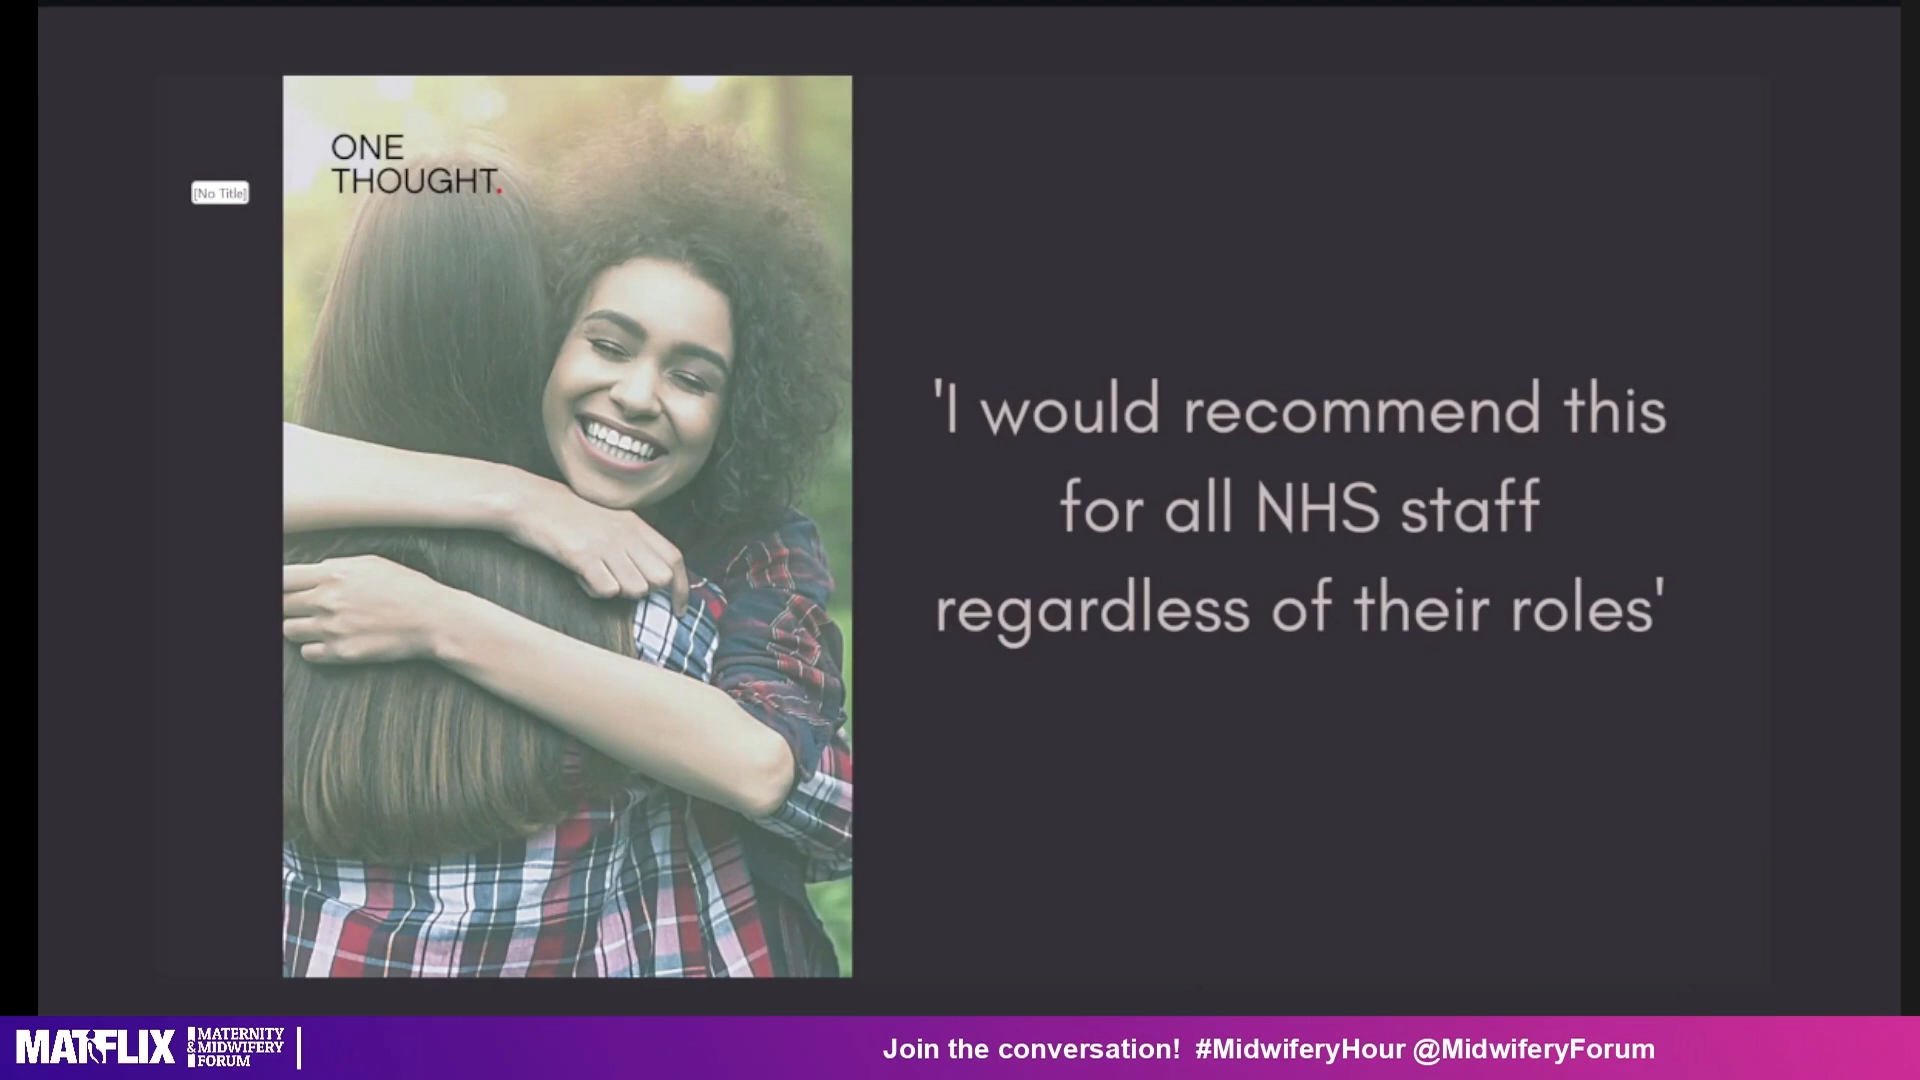 ONE
THOUGHT.
[No Title]
'I would recommend this
for all NHS staff
regardless of their roles'
MATFLIX
MATERNITY
& MIDWIFERY
FORUM
Join the conversation! #MidwiferyHour @MidwiferyForum